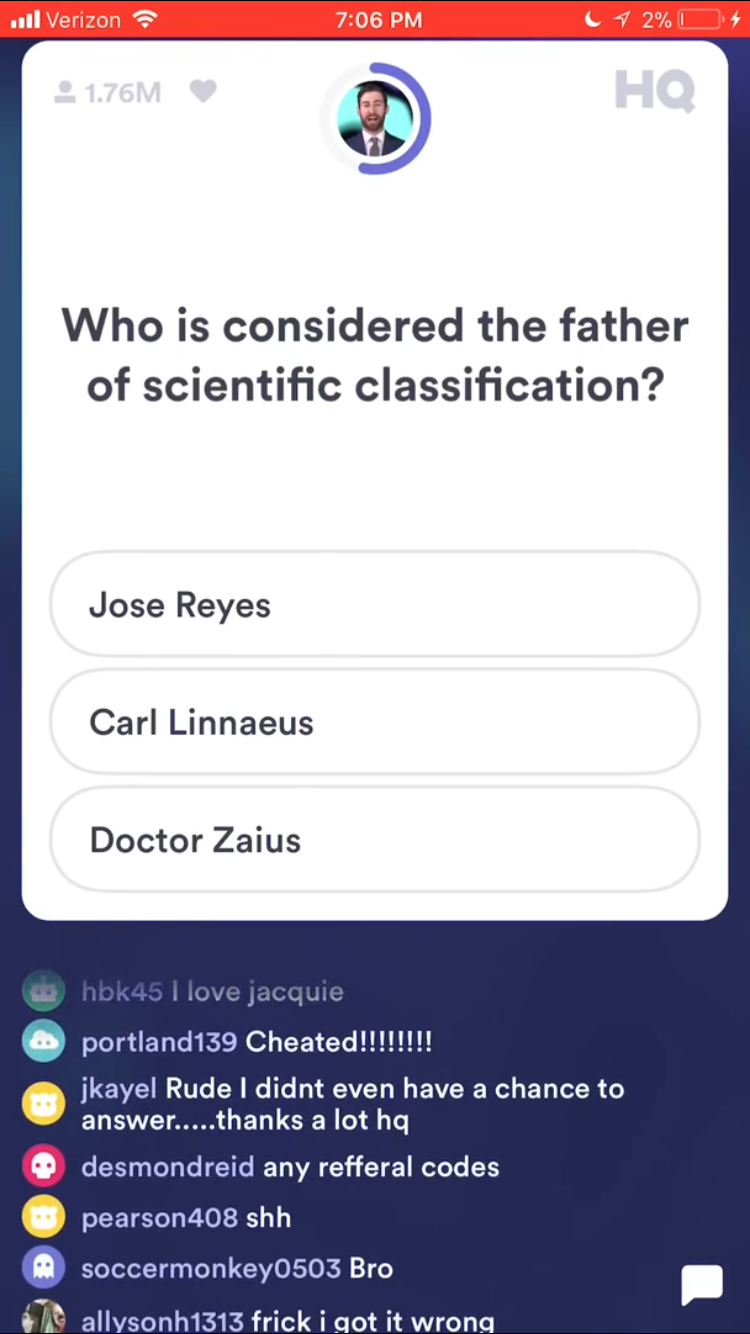 Verizon 7:06 PM 2%
1.76M HQ
Who is considered the father
of scientific classification?
Jose Reyes
Carl Linnaeus
Doctor Zaius
hbk45 I love jacquie
portland139 Cheated!!!!!!!!
jkayel Rude I didnt even have a chance to
answer.....thanks a lot hq
desmondreid any refferal codes
pearson408 shh
soccermonkey0503 Bro
allysonh1313 frick i got it wrong